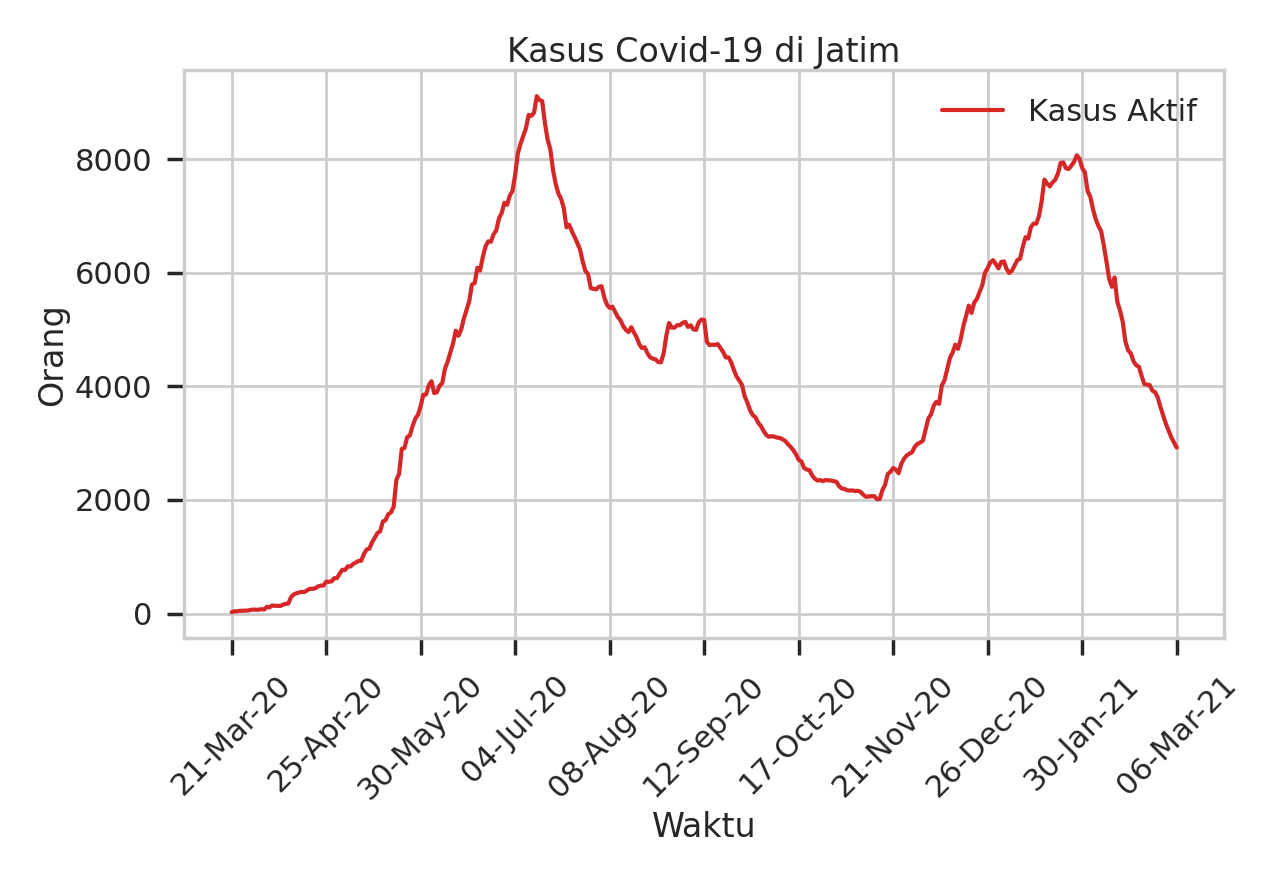 Kasus Covid-19 di Jatim
Kasus Aktif
Orang
8000
6000
4000
2000
0
21-Mar-20
25-Apr-20
30-May-20
04-Jul-20
08-Aug-20
12-Sep-20
17-Oct-20
21-Nov-20
26-Dec-20
30-Jan-21
06-Mar-21
Waktu